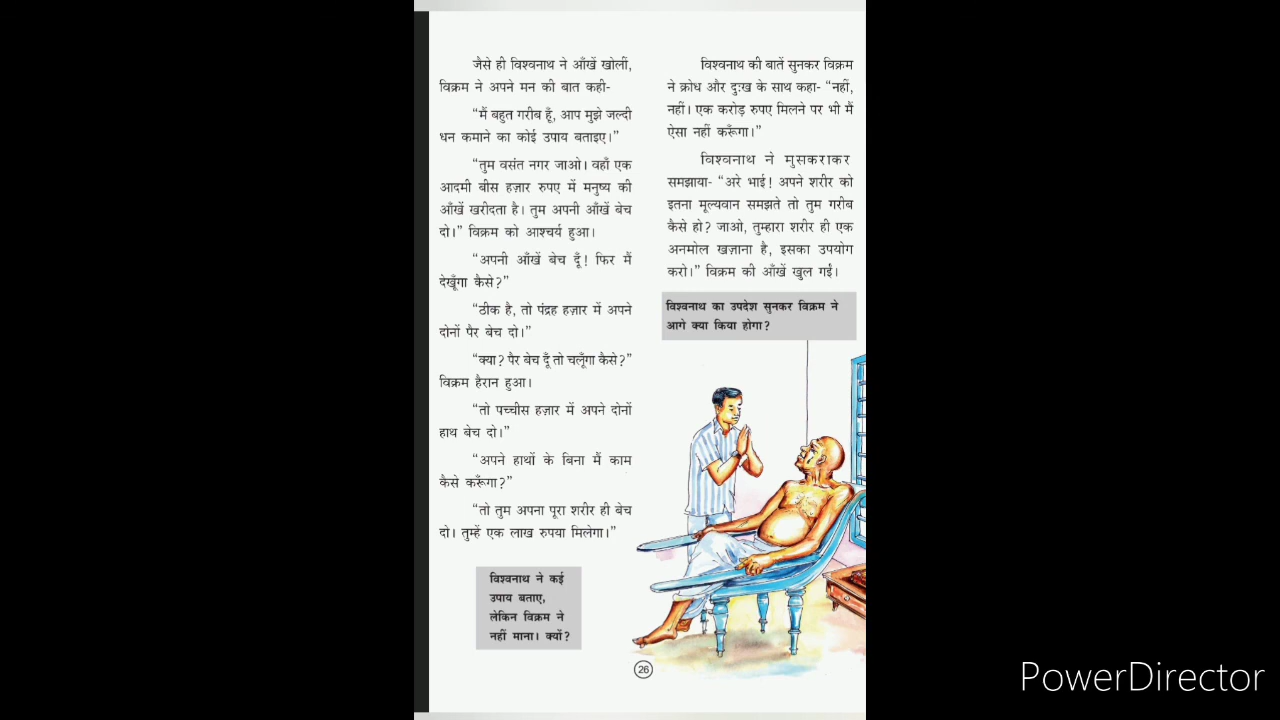 जैसे ही विश्वनाथ ने आँखें खोलीं,
विक्रम ने अपने मन की बात कही-
“मैं बहुत गरीब हूँ, आप मुझे जल्दी
धन कमाने का कोई उपाय बताइए।”
“तुम वसंत नगर जाओ। वहाँ एक
आदमी बीस हज़ार रुपए में मनुष्य की
आँखें खरीदता है। तुम अपनी आँखें बेच
दो।” विक्रम को आश्चर्य हुआ।
“अपनी आँखें बेच दूँ! फिर मैं
देखूँगा कैसे?”
“ठीक है, तो पंद्रह हज़ार में अपने
दोनों पैर बेच दो।”
“क्या? पैर बेच दूँ तो चलूँगा कैसे?”
विक्रम हैरान हुआ।
“तो पच्चीस हज़ार में अपने दोनों
हाथ बेच दो।”
“अपने हाथों के बिना मैं काम
कैसे करूँगा?”
“तो तुम अपना पूरा शरीर ही बेच
दो। तुम्हें एक लाख रुपया मिलेगा।”
विश्वनाथ ने कई
उपाय बताए,
लेकिन विक्रम ने
नहीं माना। क्यों?
विश्वनाथ की बातें सुनकर विक्रम
ने क्रोध और दुःख के साथ कहा- “नहीं,
नहीं। एक करोड़ रुपए मिलने पर भी मैं
ऐसा नहीं करूँगा।”
विश्वनाथ ने मुसकराकर
समझाया- “अरे भाई! अपने शरीर को
इतना मूल्यवान समझते तो तुम गरीब
कैसे हो? जाओ, तुम्हारा शरीर ही एक
अनमोल खज़ाना है, इसका उपयोग
करो।” विक्रम की आँखें खुल गईं।
विश्वनाथ का उपदेश सुनकर विक्रम ने
आगे क्या किया होगा?
26
PowerDirector